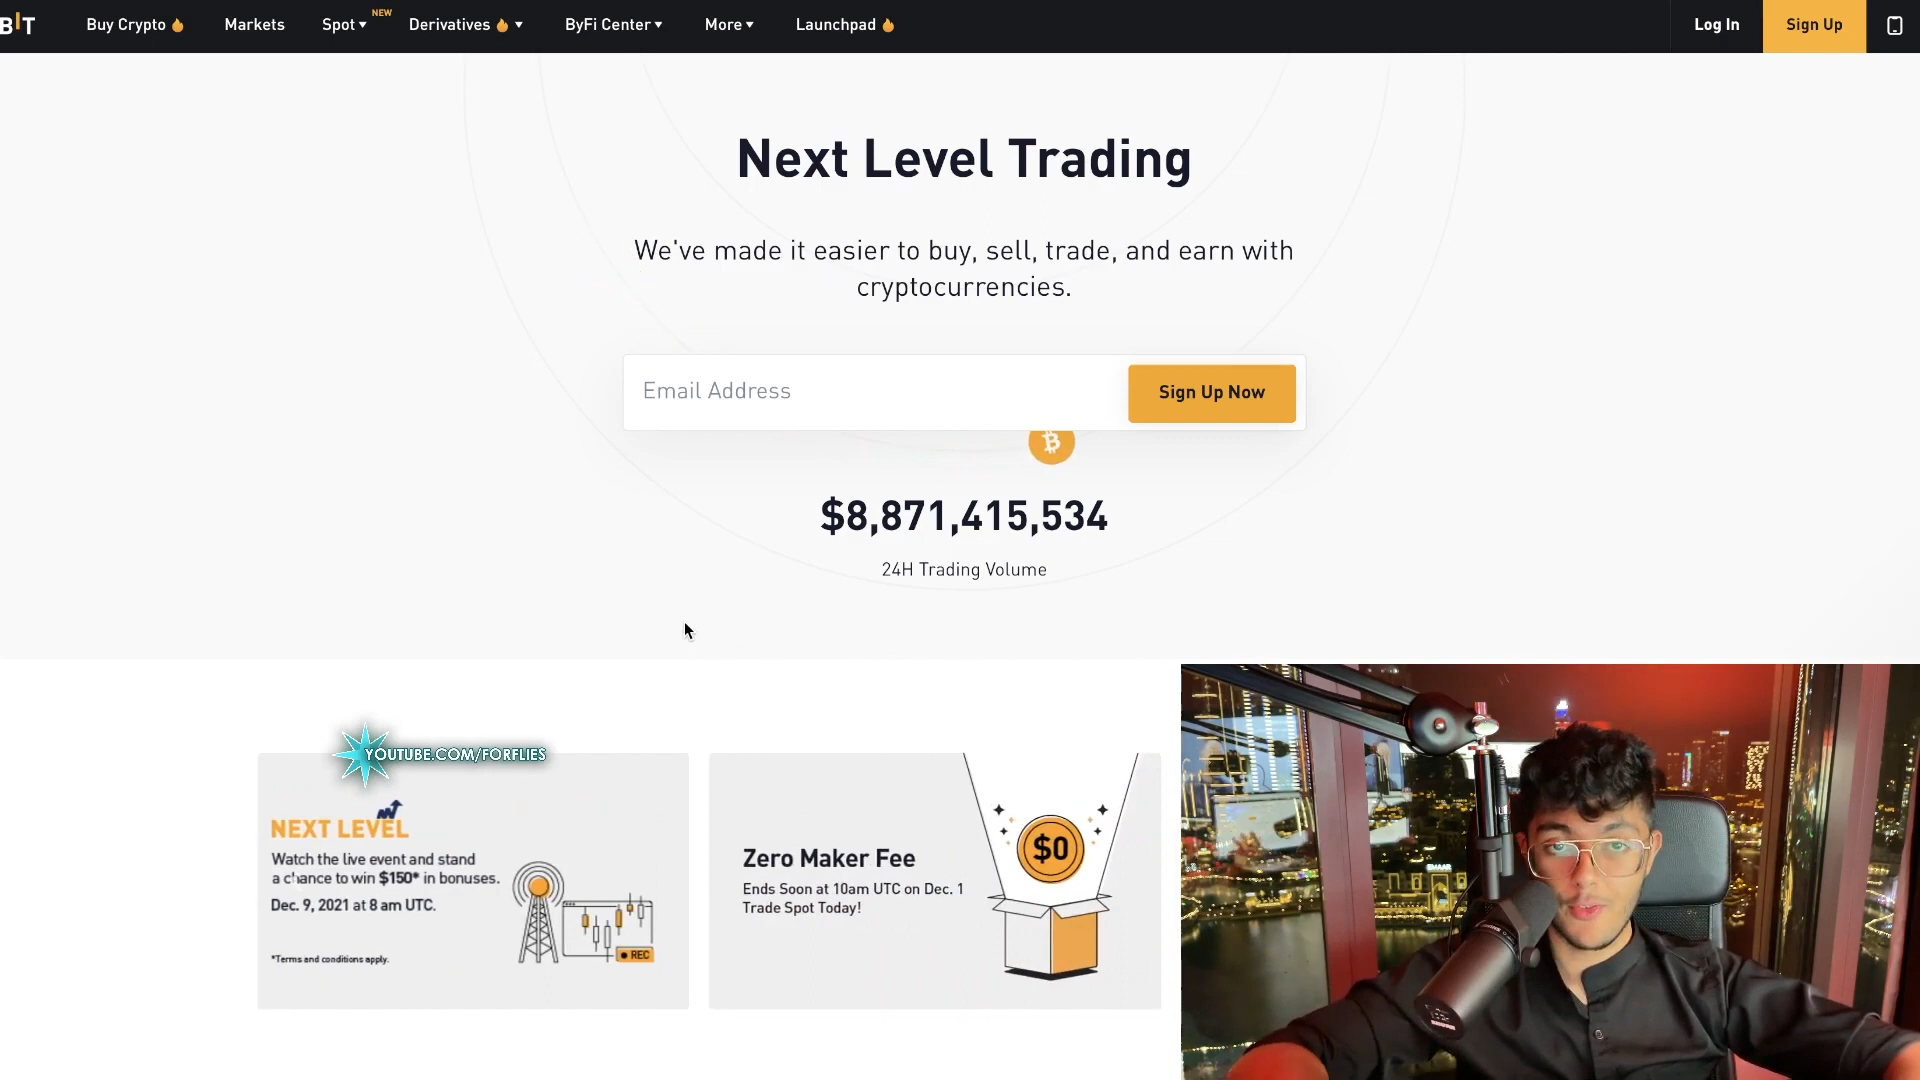 BIT
Buy Crypto
Markets
Spot
NEW
Derivatives
ByFi Center
More
Launchpad
Log In
Sign Up
Next Level Trading
We've made it easier to buy, sell, trade, and earn with
cryptocurrencies.
Email Address
Sign Up Now
$8,871,415,534
24H Trading Volume
YOUTUBE.COM/FORFLIES
NEXT LEVEL
Watch the live event and stand
a chance to win $150* in bonuses.
Dec. 9, 2021 at 8 am UTC.
*Terms and conditions apply.
REC
Zero Maker Fee
Ends Soon at 10am UTC on Dec. 1
Trade Spot Today!
$0
EMAAR